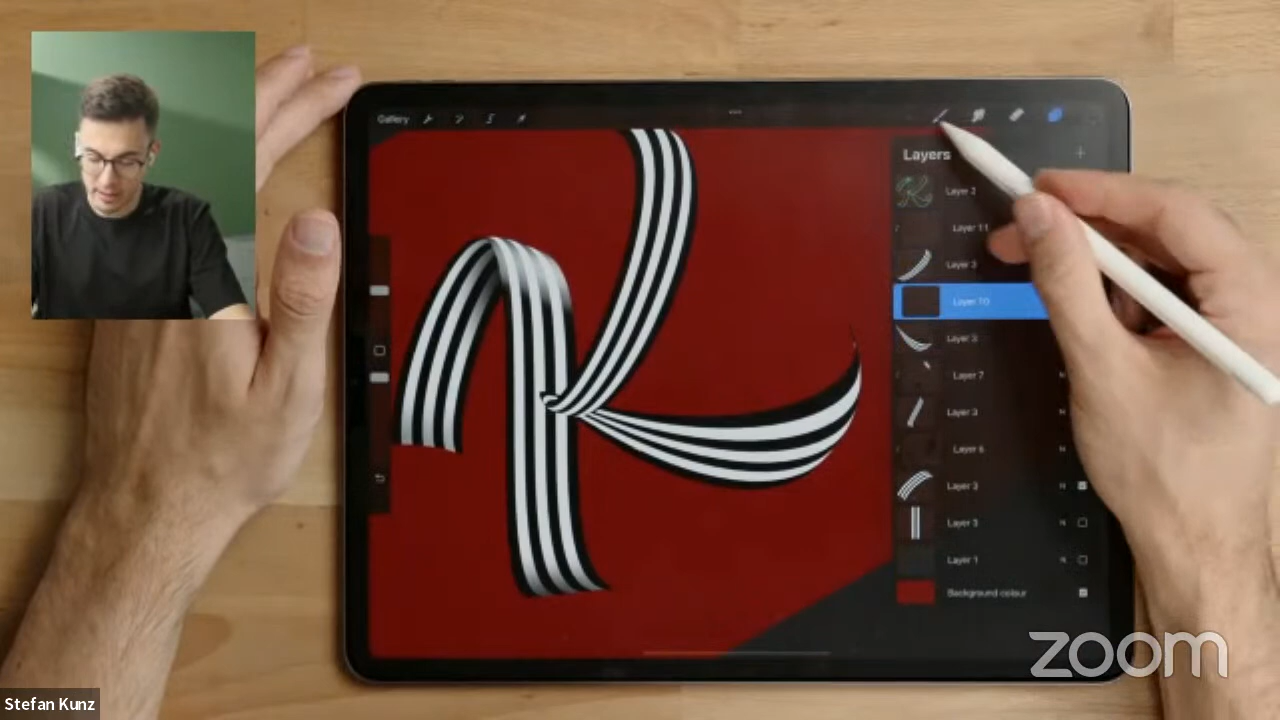 Gallery
Layers
Layer 2
Layer 11
Layer 3
Layer 10
Layer 3
Layer 7
N
Layer 3
N
Layer 6
N
Layer 3
N
Layer 3
N
Layer 1
N
Background colour
zoom
Stefan Kunz